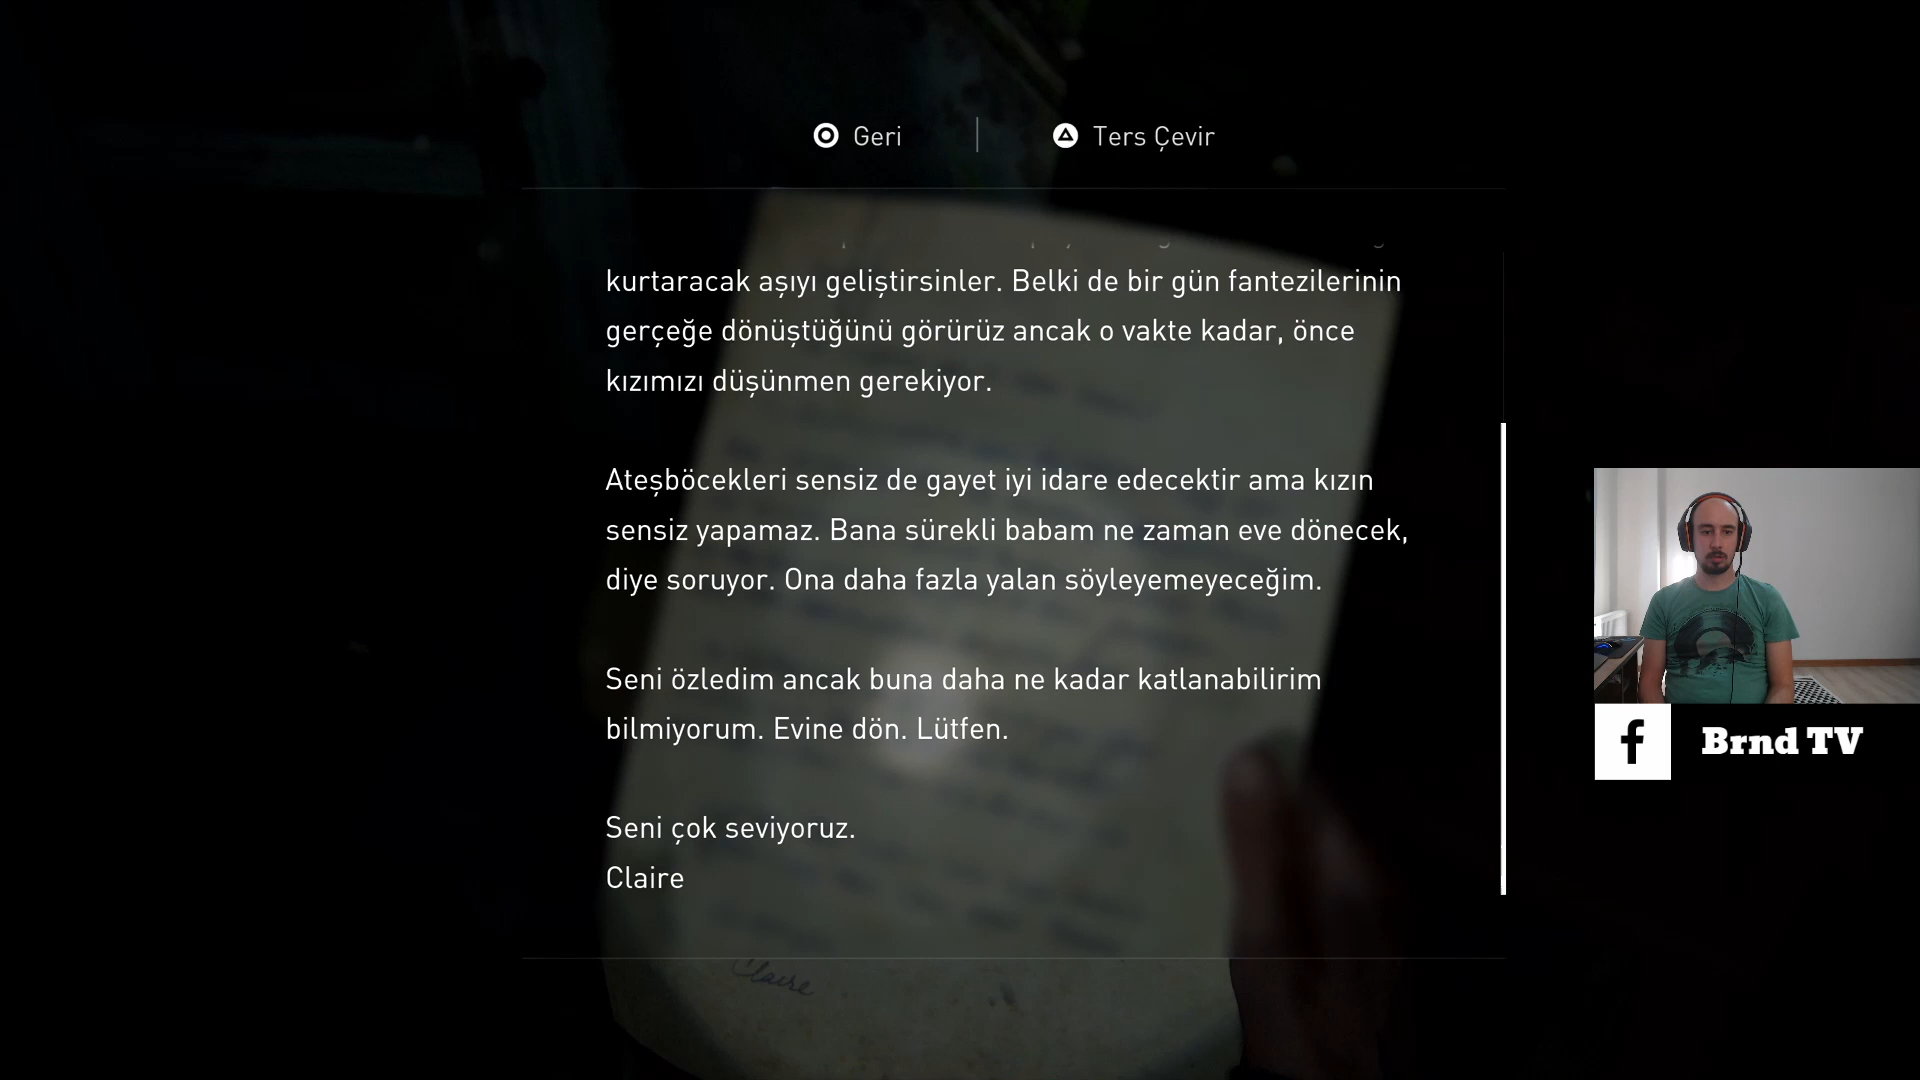 Geri
Ters Çevir
kurtaracak aşıyı geliştirsinler. Belki de bir gün fantezilerinin
gerçeğe dönüştüğünü görürüz ancak o vakte kadar, önce
kızımızı düşünmen gerekiyor.
Ateşböcekleri sensiz de gayet iyi idare edecektir ama kızın
sensiz yapamaz. Bana sürekli babam ne zaman eve dönecek,
diye soruyor. Ona daha fazla yalan söyleyemeyeceğim.
Seni özledim ancak buna daha ne kadar katlanabilirim
bilmiyorum. Evine dön. Lütfen.
Seni çok seviyoruz.
Claire
Claire
f Brnd TV